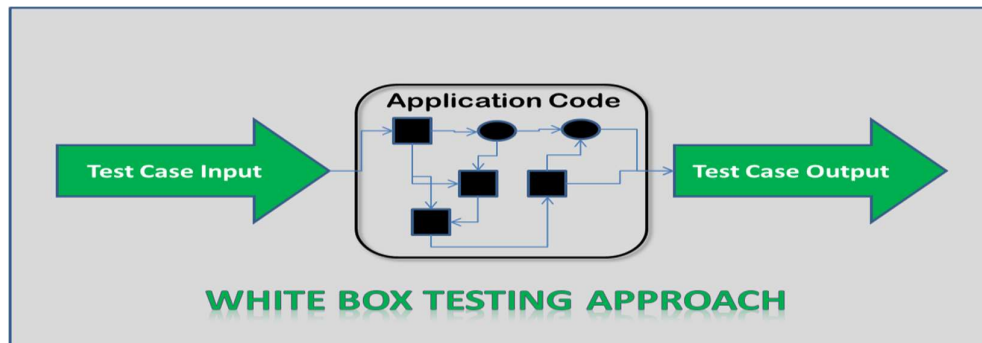 Application Code
Test Case Input
Test Case Output
WHITE BOX TESTING APPROACH